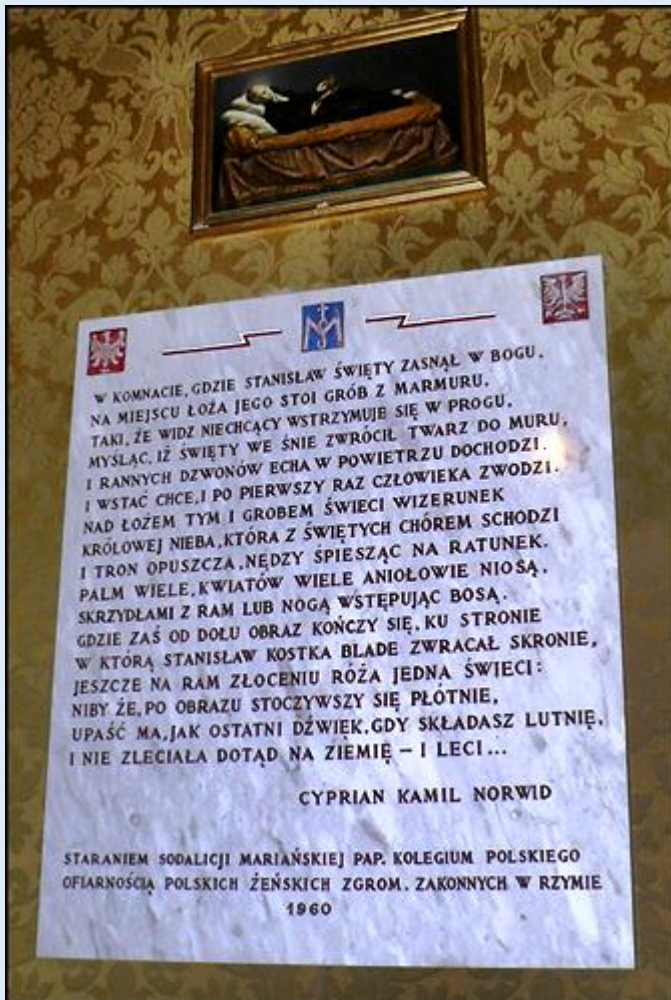 W KOMNACIE, GDZIE STANISŁAW ŚWIĘTY ZASNĄŁ W BOGU,
NA MIEJSCU ŁOŻA JEGO STOI GRÓB Z MARMURU,
TAKI, ŻE WIDZ NIECHCĄCY WSTRZYMUJE SIĘ W PROGU,
MYŚLĄC, IŻ ŚWIĘTY WE ŚNIE ZWRÓCIŁ TWARZ DO MURU,
I RANNYCH DZWONÓW ECHA W POWIETRZU DOCHODZI.
I WSTAĆ CHCE, I PO PIERWSZY RAZ CZŁOWIEKA ZWODZI.
NAD ŁOŻEM TYM I GROBEM ŚWIECI WIZERUNEK
KRÓLOWEJ NIEBA, KTÓRA Z ŚWIĘTYCH CHÓREM SCHODZI
I TRON OPUSZCZA, NĘDZY ŚPIESZĄC NA RATUNEK.
PALM WIELE, KWIATÓW WIELE ANIOŁOWIE NIOSĄ,
SKRZYDŁAMI Z RAM LUB NOGĄ WSTĘPUJĄC BOSĄ.
GDZIE ZAŚ OD DOŁU OBRAZ KOŃCZY SIĘ, KU STRONIE
W KTÓRĄ STANISŁAW KOSTKA BLADE ZWRACAŁ SKRONIE,
JESZCZE NA RAM ZŁOCENIU RÓŻA JEDNA ŚWIECI:
NIBY ŻE, PO OBRAZU STOCZYWSZY SIĘ PŁÓTNIE,
UPAŚĆ MA, JAK OSTATNI DŹWIĘK, GDY SKŁADASZ LUTNIĘ,
I NIE ZLECIAŁA DOTĄD NA ZIEMIĘ – I LECI...
CYPRIAN KAMIL NORWID
STARANIEM SODALICJI MARIAŃSKIEJ PAP. KOLEGIUM POLSKIEGO
OFIARNOŚCIĄ POLSKICH ŻEŃSKICH ZGROM. ZAKONNYCH W RZYMIE
1960